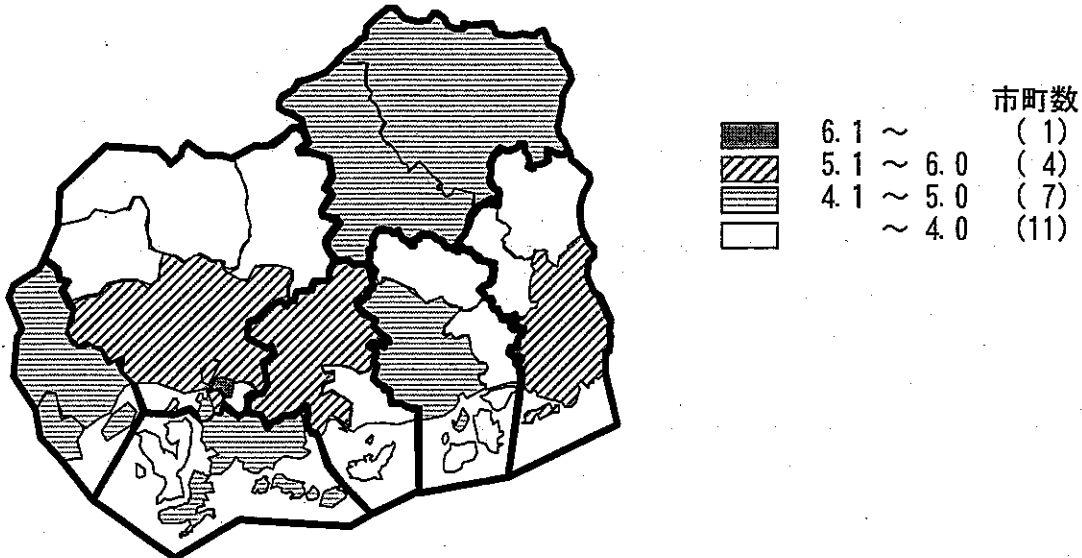 市町数
6.1 ～ ( 1)
5.1 ～ 6.0 ( 4)
4.1 ～ 5.0 ( 7)
～ 4.0 (11)